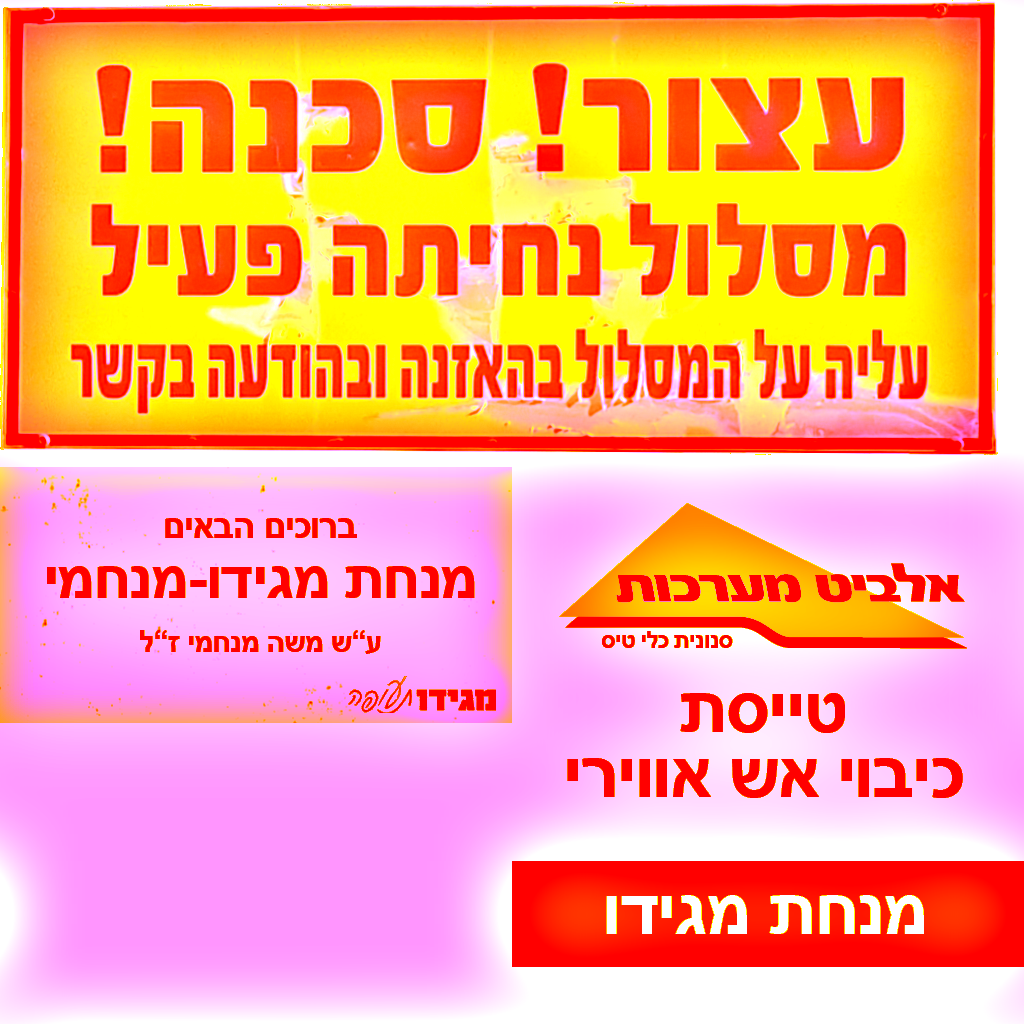 עצור! סכנה!
מסלול נחיתה פעיל
עליה על המסלול בהאזנה ובהודעה בקשר
ברוכים הבאים
מנחת מגידו-מנחמי
ע״ש משה מנחמי ז״ל
מגידו תעופה
אלביט מערכות
סנונית כלי טיס
טייסת
כיבוי אש אווירי
מנחת מגידו